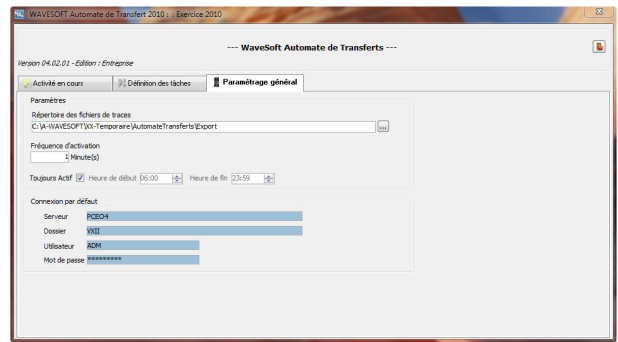 WAVESOFT Automate de Transfert 2010 : : Exercice 2010
--- WaveSoft Automate de Transferts ---
Version 04.02.01 - Edition : Entreprise
Activité en cours
Définition des tâches
Paramétrage général
Paramètres
Répertoire des fichiers de traces
C:\A-WAVESOFT\XX-Temporaire\AutomateTransferts\Export
...
Fréquence d'activation
1 Minute(s)
Toujours Actif Heure de début 06:00 Heure de fin 23:59
Connexion par défaut
Serveur PCEO4
Dossier VXII
Utilisateur ADM
Mot de passe *********